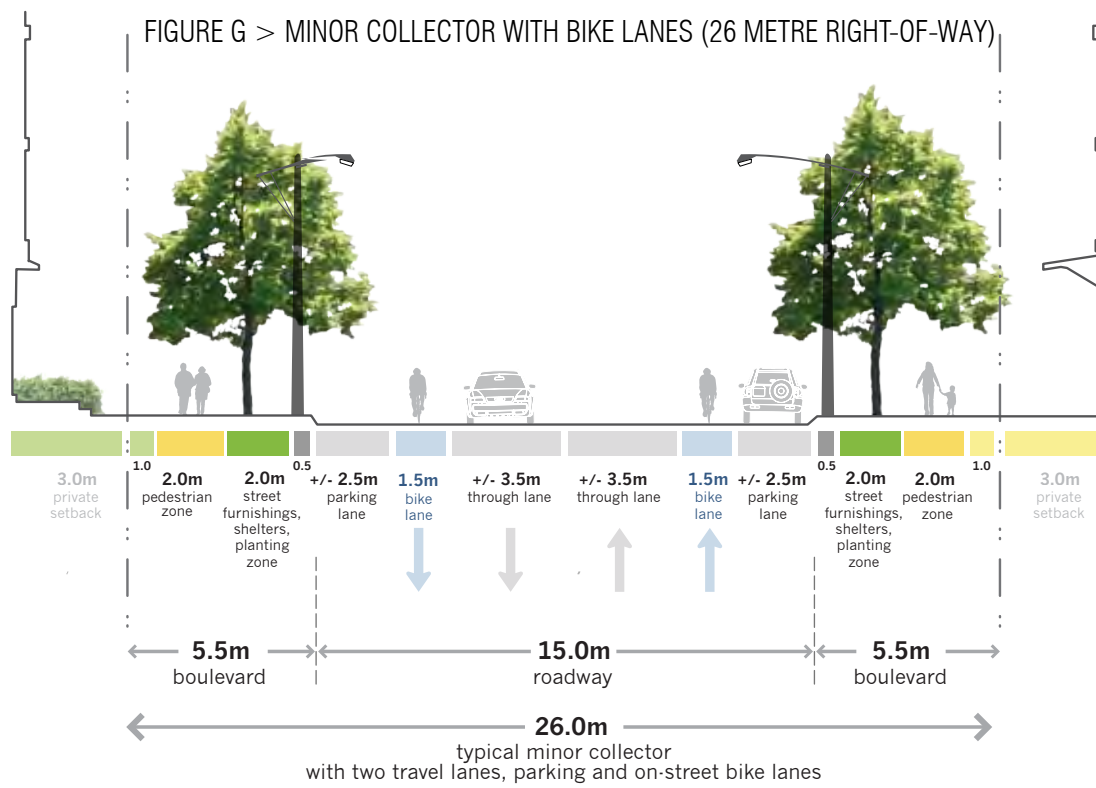 FIGURE G > MINOR COLLECTOR WITH BIKE LANES (26 METRE RIGHT-OF-WAY)
3.0m
private
setback
1.0
2.0m
pedestrian
zone
2.0m
street
furnishings,
shelters,
planting
zone
0.5
+/- 2.5m
parking
lane
1.5m
bike
lane
+/- 3.5m
through lane
+/- 3.5m
through lane
1.5m
bike
lane
+/- 2.5m
parking
lane
0.5
2.0m
street
furnishings,
shelters,
planting
zone
2.0m
pedestrian
zone
1.0
3.0m
private
setback
5.5m
boulevard
15.0m
roadway
5.5m
boulevard
26.0m
typical minor collector
with two travel lanes, parking and on-street bike lanes